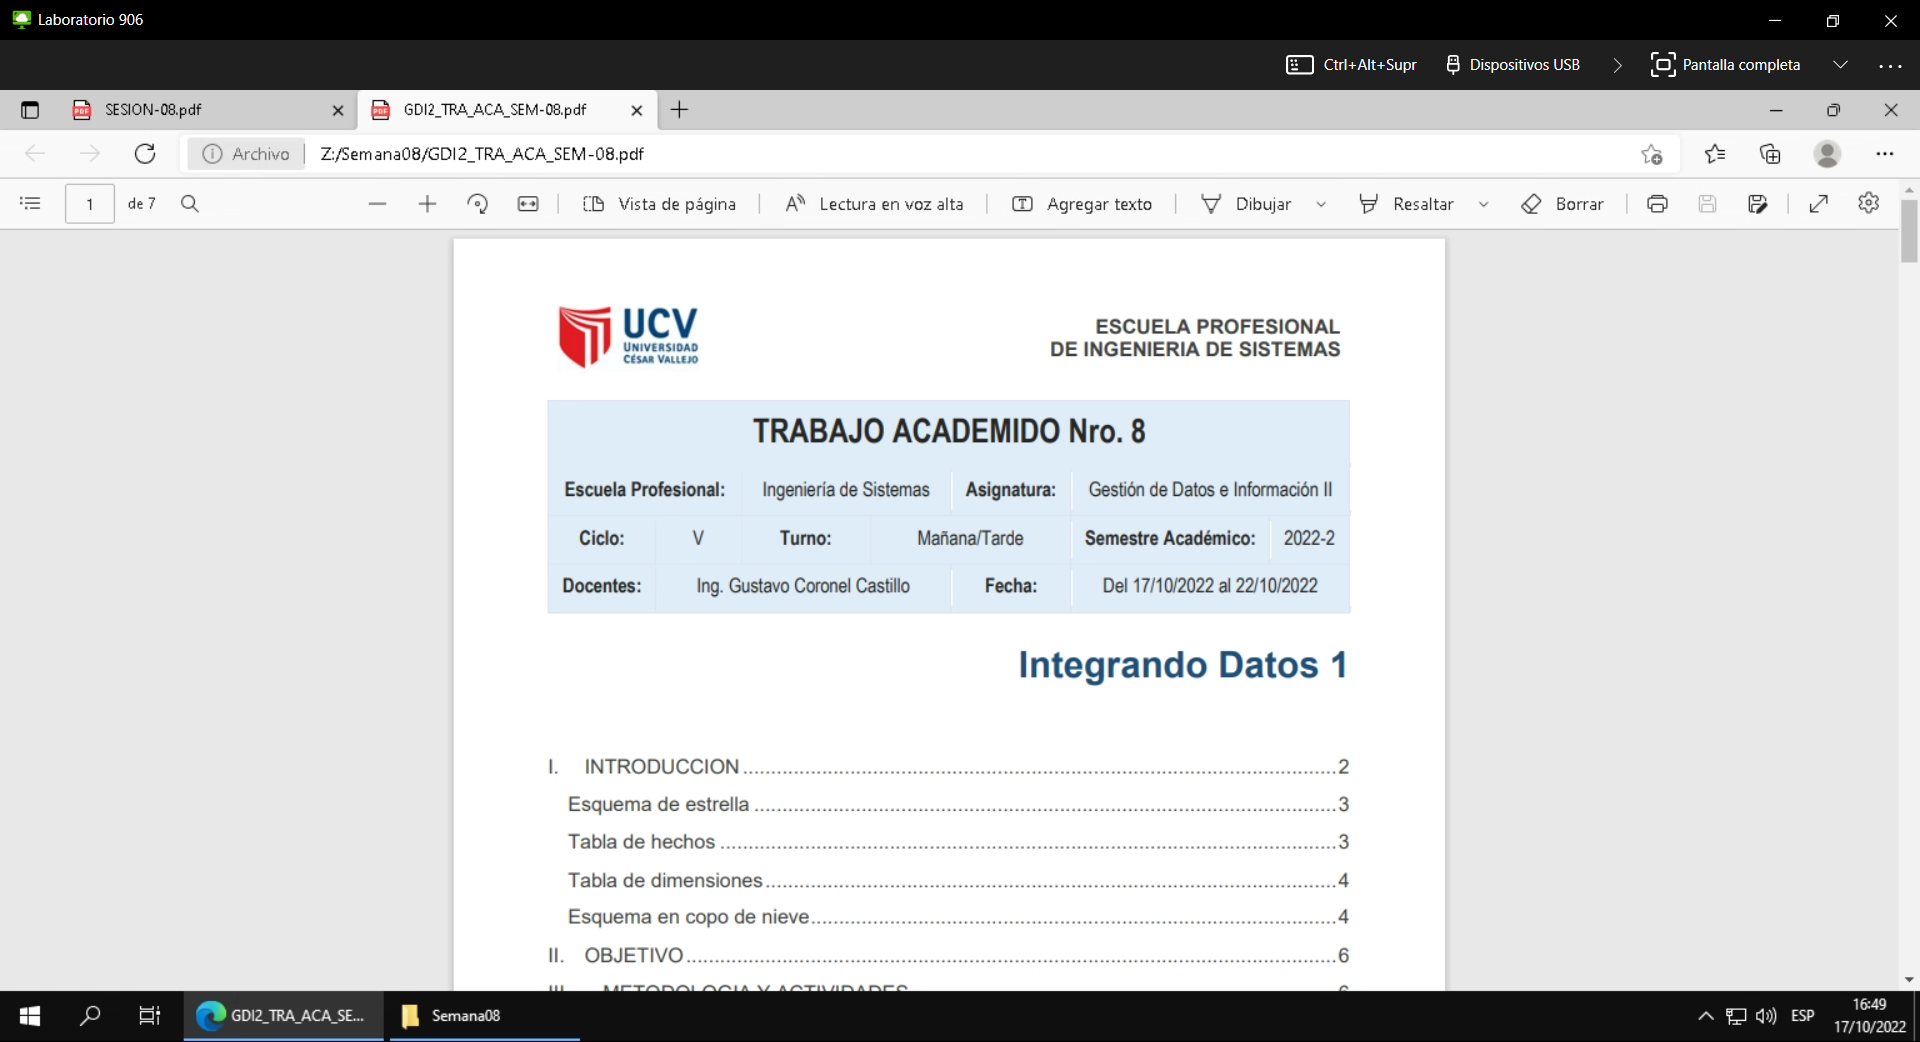 Laboratorio 906
Ctrl+Alt+Supr Dispositivos USB Pantalla completa
SESION-08.pdf GDI2_TRA_ACA_SEM-08.pdf
Archivo Z:/Semana08/GDI2_TRA_ACA_SEM-08.pdf
1 de 7 Vista de página Lectura en voz alta Agregar texto Dibujar Resaltar Borrar
UCV
UNIVERSIDAD
CÉSAR VALLEJO
ESCUELA PROFESIONAL
DE INGENIERIA DE SISTEMAS
TRABAJO ACADEMIDO Nro. 8
Escuela Profesional: Ingeniería de Sistemas Asignatura: Gestión de Datos e Información II
Ciclo: V Turno: Mañana/Tarde Semestre Académico: 2022-2
Docentes: Ing. Gustavo Coronel Castillo Fecha: Del 17/10/2022 al 22/10/2022
Integrando Datos 1
I. INTRODUCCION 2
Esquema de estrella 3
Tabla de hechos 3
Tabla de dimensiones 4
Esquema en copo de nieve 4
II. OBJETIVO 6
III. METODOLOGIA Y ACTIVIDADES 6
GDI2_TRA_ACA_SE... Semana08 ESP 16:49
17/10/2022